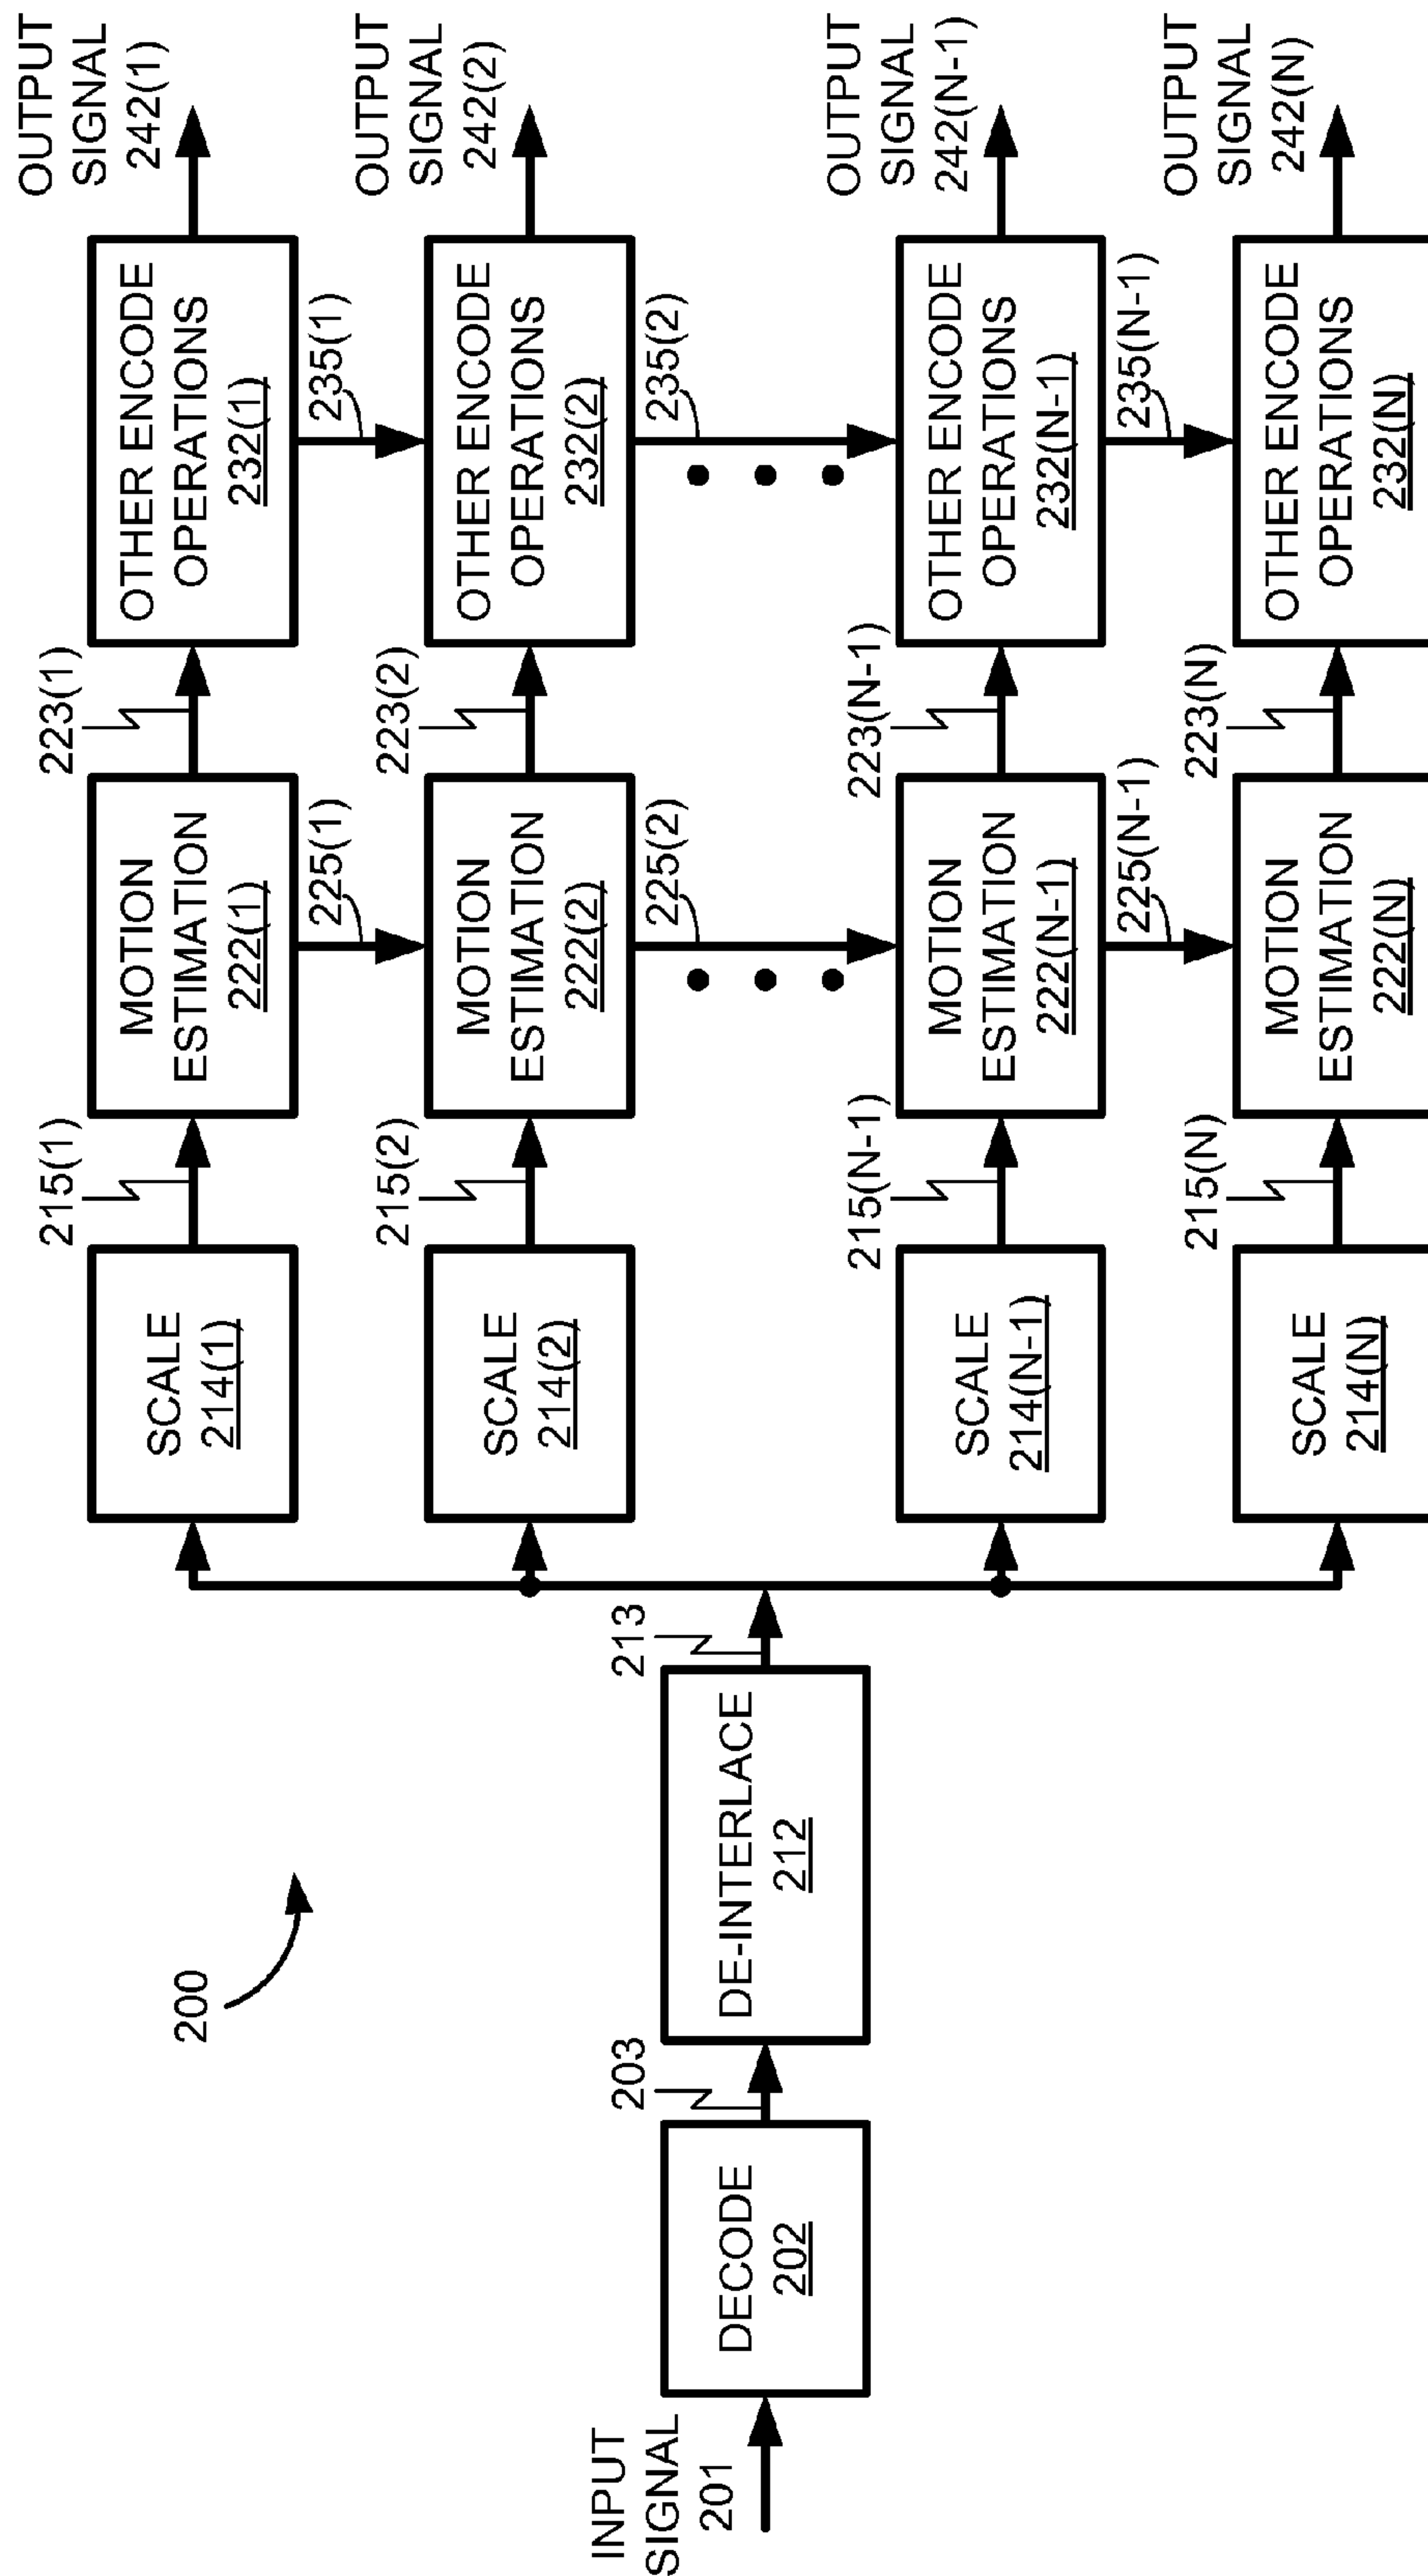 200
INPUT
SIGNAL
201
DECODE
202
203
DE-INTERLACE
212
213
SCALE
214(1)
215(1)
MOTION
ESTIMATION
222(1)
223(1)
225(1)
OTHER ENCODE
OPERATIONS
232(1)
235(1)
OUTPUT
SIGNAL
242(1)
SCALE
214(2)
215(2)
MOTION
ESTIMATION
222(2)
223(2)
225(2)
OTHER ENCODE
OPERATIONS
232(2)
235(2)
OUTPUT
SIGNAL
242(2)
SCALE
214(N-1)
215(N-1)
MOTION
ESTIMATION
222(N-1)
223(N-1)
225(N-1)
OTHER ENCODE
OPERATIONS
232(N-1)
235(N-1)
OUTPUT
SIGNAL
242(N-1)
SCALE
214(N)
215(N)
MOTION
ESTIMATION
222(N)
223(N)
OTHER ENCODE
OPERATIONS
232(N)
OUTPUT
SIGNAL
242(N)